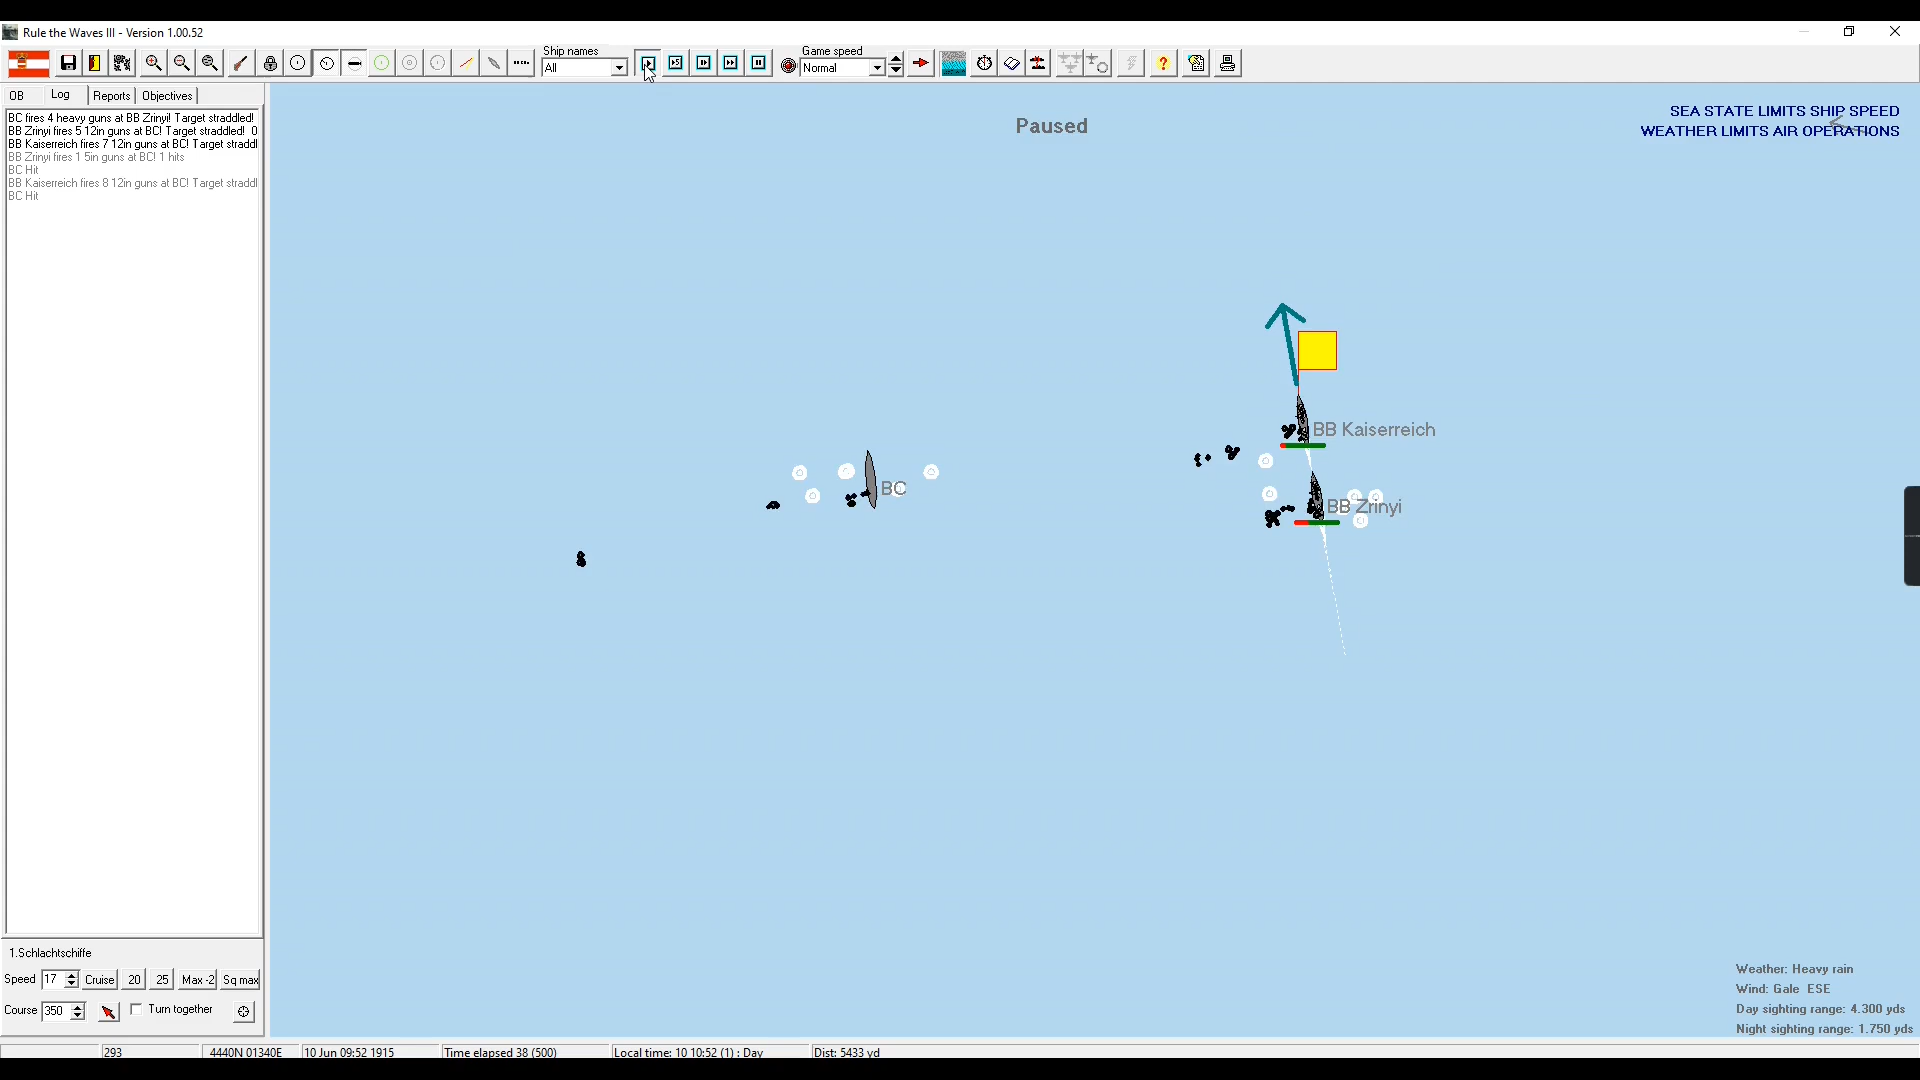 Rule the Waves III - Version 1.00.52
Ship names
All
Game speed
Normal
OB
Log
Reports
Objectives
BC fires 4 heavy guns at BB Zrinyi! Target straddled!
BB Zrinyi fires 5 12in guns at BC! Target straddled! 0
BB Kaiserreich fires 7 12in guns at BC! Target straddl
BB Zrinyi fires 1 5in guns at BC! 1 hits
BC Hit
BB Kaiserreich fires 8 12in guns at BC! Target straddl
BC Hit
Paused
SEA STATE LIMITS SHIP SPEED
WEATHER LIMITS AIR OPERATIONS
BB Kaiserreich
BC
BB Zrinyi
1.Schlachtschiffe
Speed 17 Cruise 20 25 Max -2 Sq max
Course 350 Turn together
Weather: Heavy rain
Wind: Gale ESE
Day sighting range: 4.300 yds
Night sighting range: 1.750 yds
293 4440N 01340E 10 Jun 09:52 1915 Time elapsed 38 (500) Local time: 10 10:52 (1) : Day Dist: 5433 yd